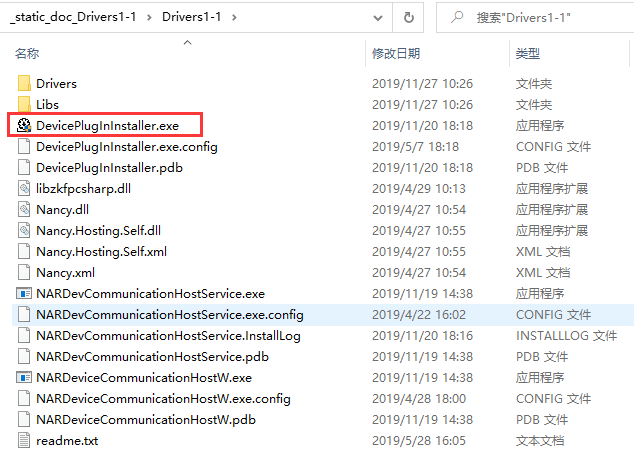 _static_doc_Drivers1-1 > Drivers1-1 > 搜索"Drivers1-1"
名称 修改日期 类型
Drivers 2019/11/27 10:26 文件夹
Libs 2019/11/27 10:26 文件夹
DevicePlugInInstaller.exe 2019/11/20 18:18 应用程序
DevicePlugInInstaller.exe.config 2019/5/7 18:18 CONFIG 文件
DevicePlugInInstaller.pdb 2019/11/20 18:18 PDB 文件
libzkfpcsharp.dll 2019/4/29 10:13 应用程序扩展
Nancy.dll 2019/4/27 10:54 应用程序扩展
Nancy.Hosting.Self.dll 2019/4/27 10:54 应用程序扩展
Nancy.Hosting.Self.xml 2019/4/27 10:54 XML 文档
Nancy.xml 2019/4/27 10:54 XML 文档
NARDevCommunicationHostService.exe 2019/11/19 14:38 应用程序
NARDevCommunicationHostService.exe.config 2019/4/22 16:02 CONFIG 文件
NARDevCommunicationHostService.InstallLog 2019/11/20 18:16 INSTALLLOG 文件
NARDevCommunicationHostService.pdb 2019/11/19 14:38 PDB 文件
NARDeviceCommunicationHostW.exe 2019/11/19 14:38 应用程序
NARDeviceCommunicationHostW.exe.config 2019/4/28 18:00 CONFIG 文件
NARDeviceCommunicationHostW.pdb 2019/11/19 14:38 PDB 文件
readme.txt 2019/5/28 16:05 文本文档